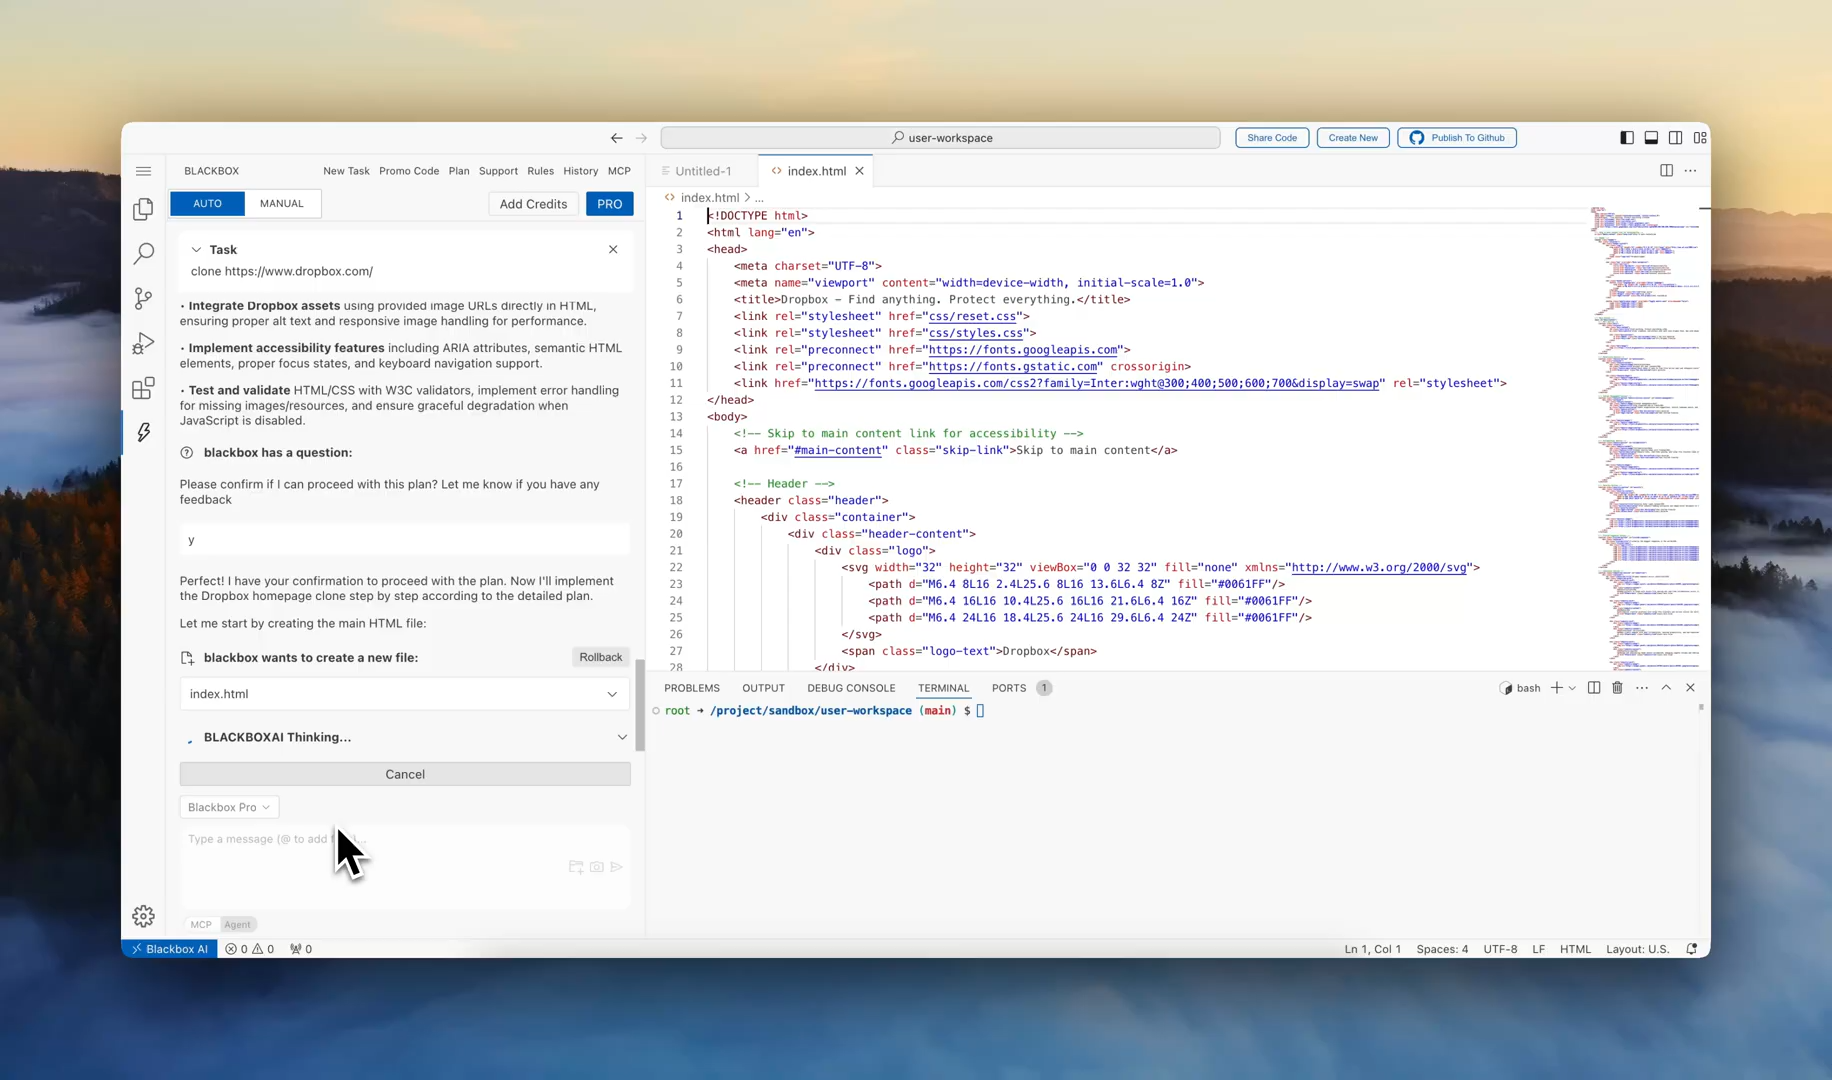 user-workspace
Share Code
Create New
Publish To Github
BLACKBOX
New Task
Promo Code
Plan
Support
Rules
History
MCP
AUTO
MANUAL
Add Credits
PRO
Task
clone https://www.dropbox.com/
• Integrate Dropbox assets using provided image URLs directly in HTML,
ensuring proper alt text and responsive image handling for performance.
• Implement accessibility features including ARIA attributes, semantic HTML
elements, proper focus states, and keyboard navigation support.
• Test and validate HTML/CSS with W3C validators, implement error handling
for missing images/resources, and ensure graceful degradation when
JavaScript is disabled.
blackbox has a question:
Please confirm if I can proceed with this plan? Let me know if you have any
feedback
y
Perfect! I have your confirmation to proceed with the plan. Now I'll implement
the Dropbox homepage clone step by step according to the detailed plan.
Let me start by creating the main HTML file:
blackbox wants to create a new file:
Rollback
index.html
BLACKBOXAI Thinking...
Cancel
Blackbox Pro
Type a message (@ to add
MCP
Agent
Untitled-1
index.html
index.html > ...
1 <!DOCTYPE html>
2 <html lang="en">
3 <head>
4 <meta charset="UTF-8">
5 <meta name="viewport" content="width=device-width, initial-scale=1.0">
6 <title>Dropbox – Find anything. Protect everything.</title>
7 <link rel="stylesheet" href="css/reset.css">
8 <link rel="stylesheet" href="css/styles.css">
9 <link rel="preconnect" href="https://fonts.googleapis.com">
10 <link rel="preconnect" href="https://fonts.gstatic.com" crossorigin>
11 <link href="https://fonts.googleapis.com/css2?family=Inter:wght@300;400;500;600;700&display=swap" rel="stylesheet">
12 </head>
13 <body>
14 <!-- Skip to main content link for accessibility -->
15 <a href="#main-content" class="skip-link">Skip to main content</a>
16
17 <!-- Header -->
18 <header class="header">
19 <div class="container">
20 <div class="header-content">
21 <div class="logo">
22 <svg width="32" height="32" viewBox="0 0 32 32" fill="none" xmlns="http://www.w3.org/2000/svg">
23 <path d="M6.4 8L16 2.4L25.6 8L16 13.6L6.4 8Z" fill="#0061FF"/>
24 <path d="M6.4 16L16 10.4L25.6 16L16 21.6L6.4 16Z" fill="#0061FF"/>
25 <path d="M6.4 24L16 18.4L25.6 24L16 29.6L6.4 24Z" fill="#0061FF"/>
26 </svg>
27 <span class="logo-text">Dropbox</span>
28 </div>
PROBLEMS
OUTPUT
DEBUG CONSOLE
TERMINAL
PORTS 1
bash
root → /project/sandbox/user-workspace (main) $
Blackbox AI
0
0
0
Ln 1, Col 1
Spaces: 4
UTF-8
LF
HTML
Layout: U.S.